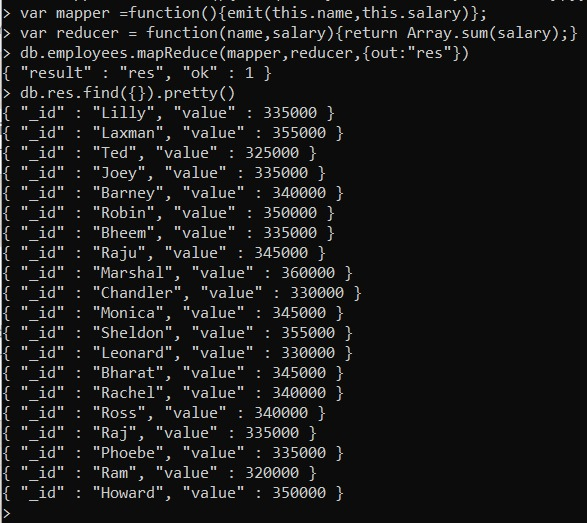 > var mapper =function(){emit(this.name,this.salary)};
> var reducer = function(name,salary){return Array.sum(salary);}
> db.employees.mapReduce(mapper,reducer,{out:"res"})
{ "result" : "res", "ok" : 1 }
> db.res.find({}).pretty()
{ "_id" : "Lilly", "value" : 335000 }
{ "_id" : "Laxman", "value" : 355000 }
{ "_id" : "Ted", "value" : 325000 }
{ "_id" : "Joey", "value" : 335000 }
{ "_id" : "Barney", "value" : 340000 }
{ "_id" : "Robin", "value" : 350000 }
{ "_id" : "Bheem", "value" : 335000 }
{ "_id" : "Raju", "value" : 345000 }
{ "_id" : "Marshal", "value" : 360000 }
{ "_id" : "Chandler", "value" : 330000 }
{ "_id" : "Monica", "value" : 345000 }
{ "_id" : "Sheldon", "value" : 355000 }
{ "_id" : "Leonard", "value" : 330000 }
{ "_id" : "Bharat", "value" : 345000 }
{ "_id" : "Rachel", "value" : 340000 }
{ "_id" : "Ross", "value" : 340000 }
{ "_id" : "Raj", "value" : 335000 }
{ "_id" : "Phoebe", "value" : 335000 }
{ "_id" : "Ram", "value" : 320000 }
{ "_id" : "Howard", "value" : 350000 }
>